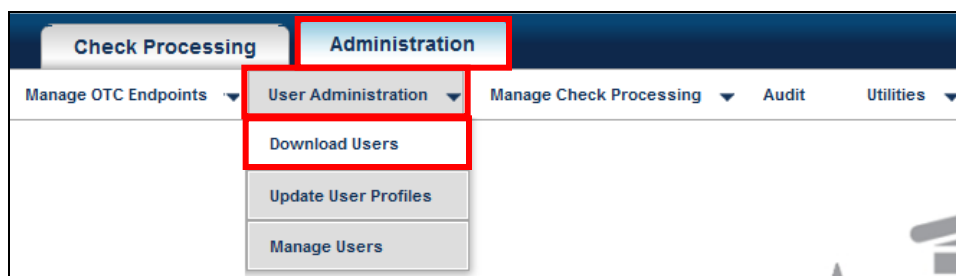 Check Processing Administration
Manage OTC Endpoints User Administration Manage Check Processing Audit Utilities
Download Users
Update User Profiles
Manage Users